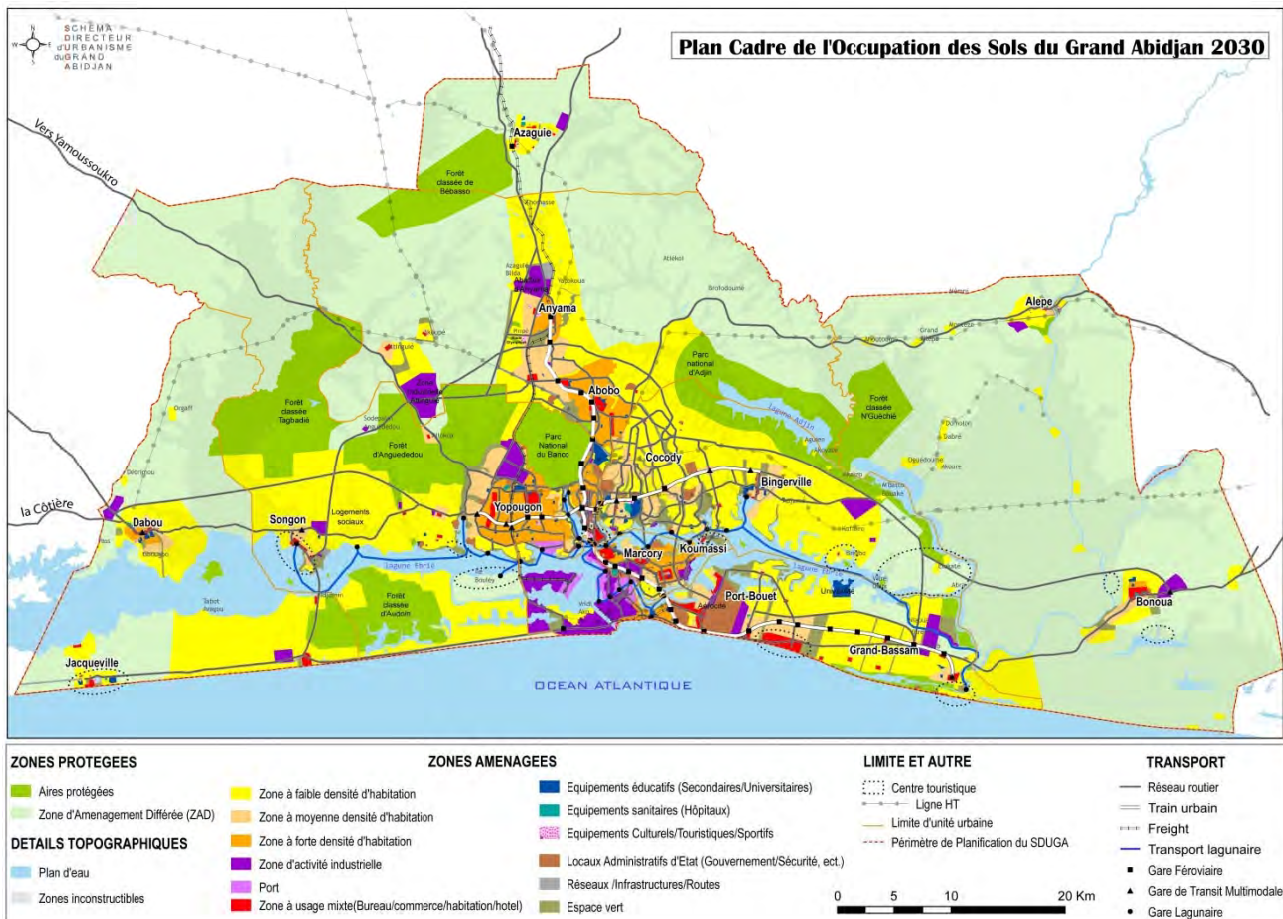 SCHEMA
DIRECTEUR
d'URBANISME
du GRAND
ABIDJAN
N
W
E
S
Plan Cadre de l'Occupation des Sols du Grand Abidjan 2030
Vers Yamoussokro
Azaguie
Forêt
classée de
Bébasso
Attinguié
Anyama
Brofodoumé
Alepe
Abobo
Parc
national
d'Adjin
Lagune Adjin
Forêt
classée
N'Guechié
Forêt
classée
Tagbadié
Orgaff
Forêt
d'Anguededou
Parc
National
du Banco
Cocody
Bingerville
la Côtière
Dabou
Songon
Logements
sociaux
Yopougon
Marcory
Koumassi
Lagune Ebrié
Forêt
classée
d'Audoin
Port-Bouet
Bonoua
Grand-Bassam
Jacqueville
OCEAN ATLANTIQUE
ZONES PROTEGEES
Aires protégées
Zone d'Amenagement Différée (ZAD)
DETAILS TOPOGRAPHIQUES
Plan d'eau
Zones inconstructibles
ZONES AMENAGEES
Zone à faible densité d'habitation
Zone à moyenne densité d'habitation
Zone à forte densité d'habitation
Zone d'activité industrielle
Port
Zone à usage mixte(Bureau/commerce/habitation/hotel)
Equipements éducatifs (Secondaires/Universitaires)
Equipements sanitaires (Hôpitaux)
Equipements Culturels/Touristiques/Sportifs
Locaux Administratifs d'Etat (Gouvernement/Sécurité, ect.)
Réseaux /Infrastructures/Routes
Espace vert
LIMITE ET AUTRE
Centre touristique
Ligne HT
Limite d'unité urbaine
Périmètre de Planification du SDUGA
0 5 10 20 Km
TRANSPORT
Réseau routier
Train urbain
Freight
Transport lagunaire
Gare Féroviaire
Gare de Transit Multimodale
Gare Lagunaire